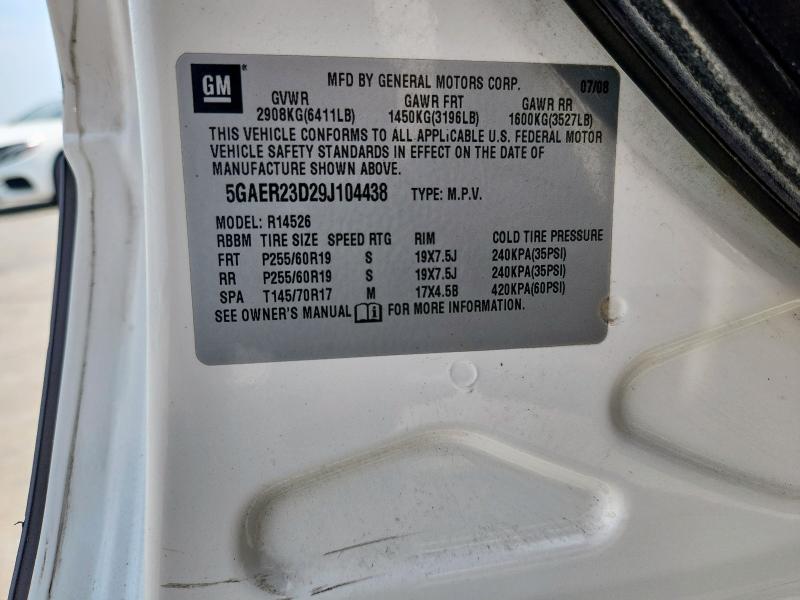 GM
MFD BY GENERAL MOTORS CORP. 07/08
GVWR GAWR FRT GAWR RR
2908KG(6411LB) 1450KG(3196LB) 1600KG(3527LB)
THIS VEHICLE CONFORMS TO ALL APPLICABLE U.S. FEDERAL MOTOR
VEHICLE SAFETY STANDARDS IN EFFECT ON THE DATE OF
MANUFACTURE SHOWN ABOVE.
5GAER23D29J104438 TYPE: M.P.V.
MODEL: R14526
RBBM TIRE SIZE SPEED RTG RIM COLD TIRE PRESSURE
FRT P255/60R19 S 19X7.5J 240KPA(35PSI)
RR P255/60R19 S 19X7.5J 240KPA(35PSI)
SPA T145/70R17 M 17X4.5B 420KPA(60PSI)
SEE OWNER'S MANUAL FOR MORE INFORMATION.